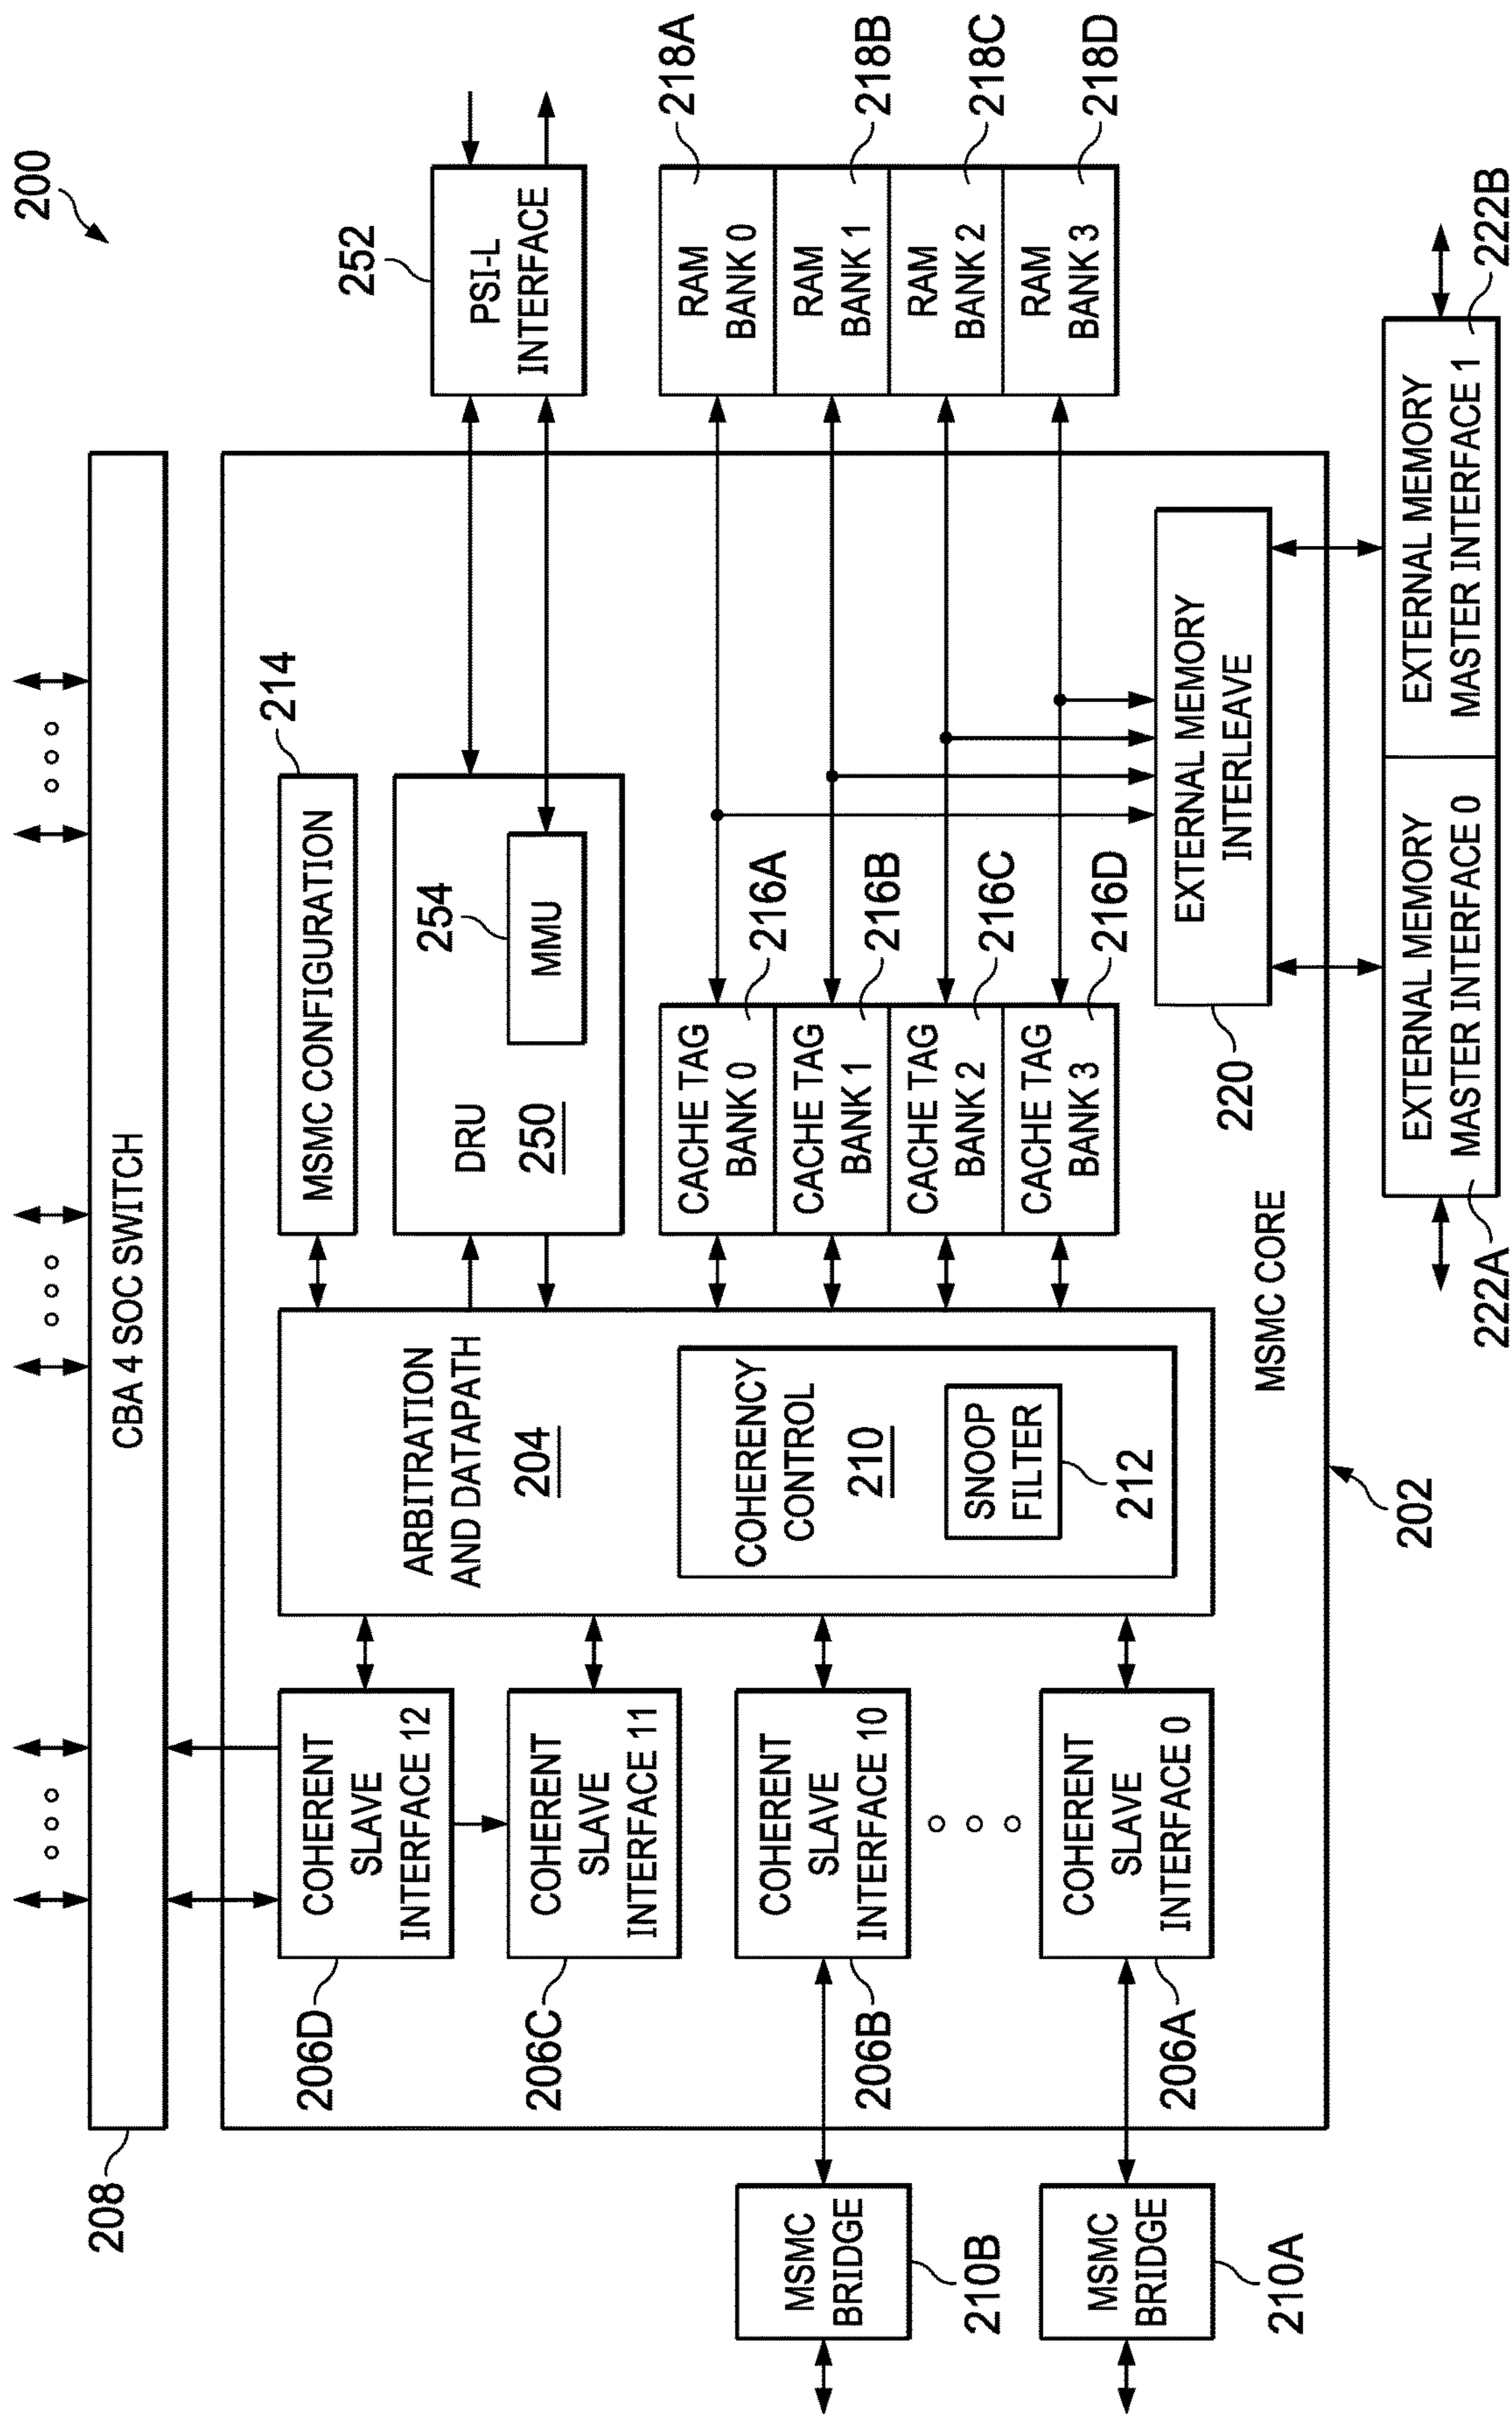 200
208
CBA 4 SOC SWITCH
206D
COHERENT
SLAVE
INTERFACE 12
206C
COHERENT
SLAVE
INTERFACE 11
206B
COHERENT
SLAVE
INTERFACE 10
206A
COHERENT
SLAVE
INTERFACE 0
MSMC
BRIDGE
210B
MSMC
BRIDGE
210A
ARBITRATION
AND DATAPATH
204
COHERENCY
CONTROL
210
SNOOP
FILTER
212
MSMC CONFIGURATION
214
DRU
250
MMU
254
PSI-L
INTERFACE
252
CACHE TAG
BANK 0
216A
CACHE TAG
BANK 1
216B
CACHE TAG
BANK 2
216C
CACHE TAG
BANK 3
216D
RAM
BANK 0
218A
RAM
BANK 1
218B
RAM
BANK 2
218C
RAM
BANK 3
218D
EXTERNAL MEMORY
INTERLEAVE
220
MSMC CORE
202
EXTERNAL MEMORY
MASTER INTERFACE 0
222A
EXTERNAL MEMORY
MASTER INTERFACE 1
222B